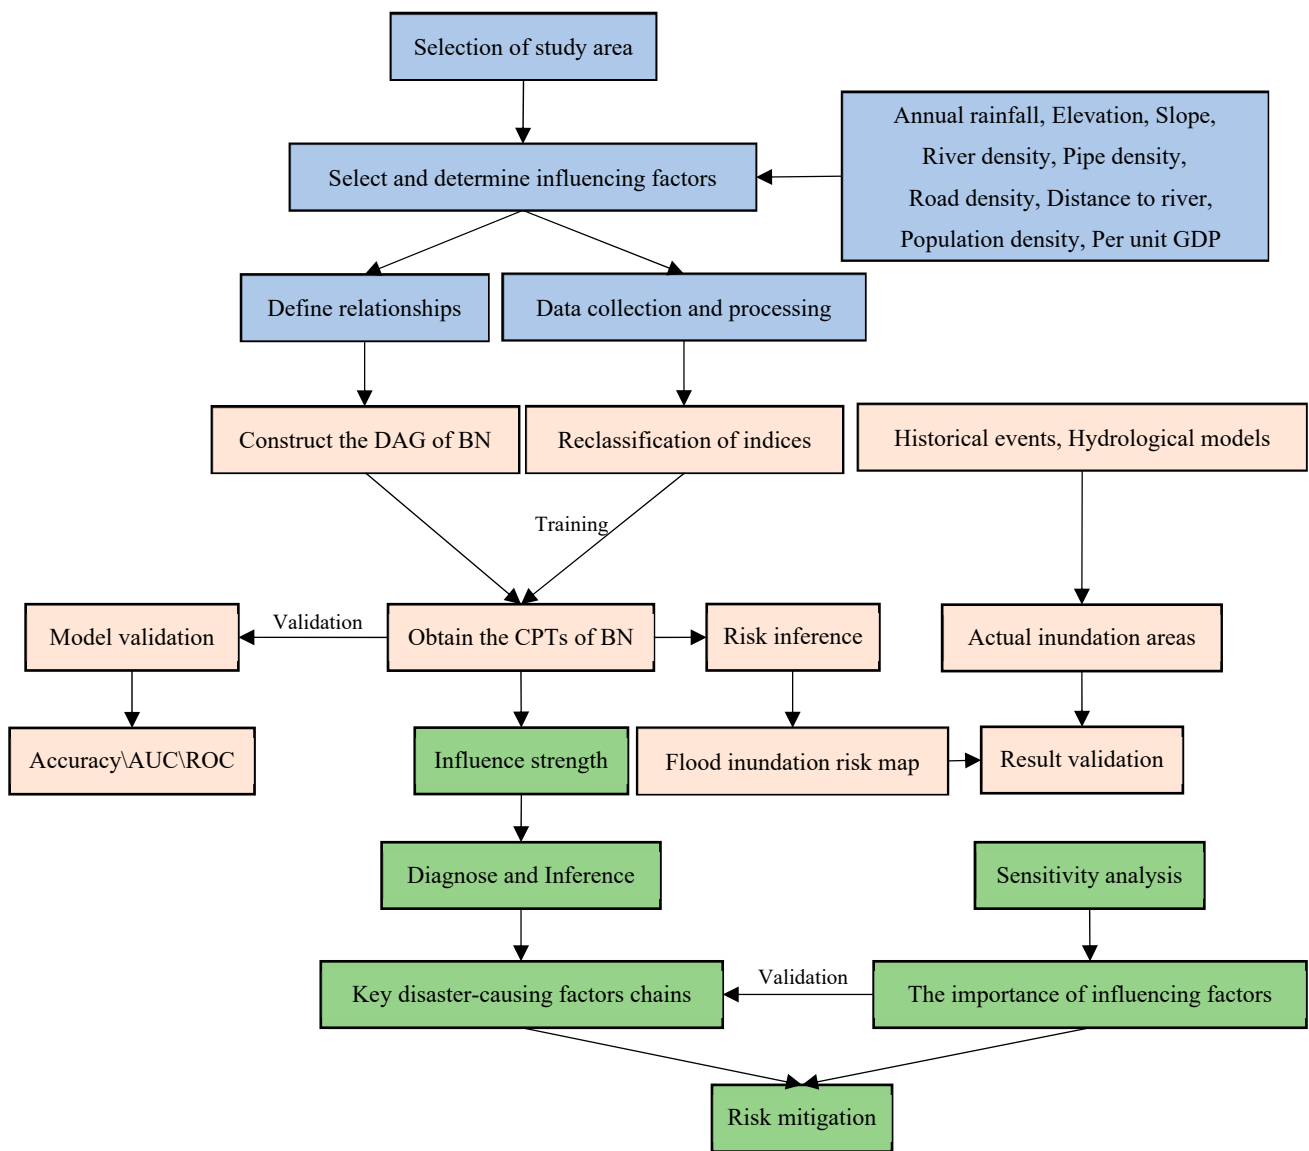 Selection of study area
Annual rainfall, Elevation, Slope,
River density, Pipe density,
Road density, Distance to river,
Population density, Per unit GDP
Select and determine influencing factors
Define relationships
Data collection and processing
Construct the DAG of BN
Reclassification of indices
Historical events, Hydrological models
Training
Model validation
Validation
Obtain the CPTs of BN
Risk inference
Actual inundation areas
Accuracy\AUC\ROC
Influence strength
Flood inundation risk map
Result validation
Diagnose and Inference
Sensitivity analysis
Key disaster-causing factors chains
Validation
The importance of influencing factors
Risk mitigation